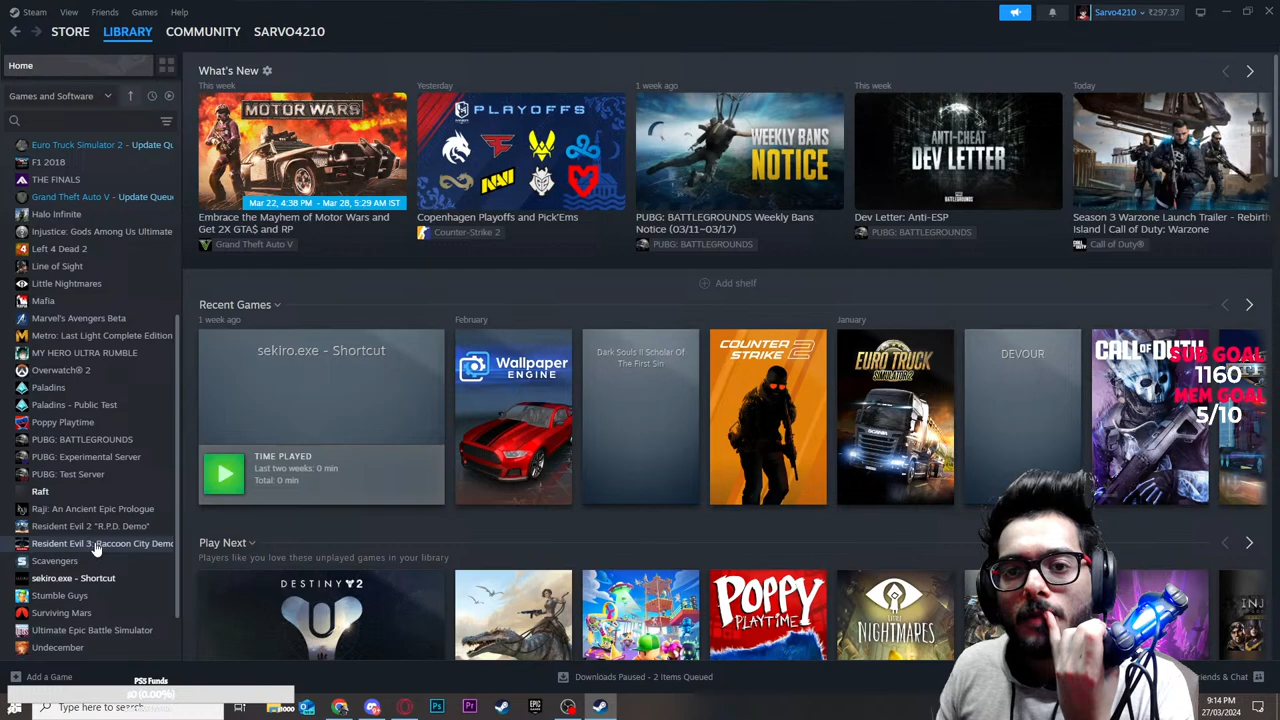 Steam View Friends Games Help
Sarvo4210 ₹297.37
STORE LIBRARY COMMUNITY SARVO4210
Home
Games and Software
Euro Truck Simulator 2 - Update Qu
F1 2018
THE FINALS
Grand Theft Auto V - Update Queue
Halo Infinite
Injustice: Gods Among Us Ultimate
Left 4 Dead 2
Line of Sight
Little Nightmares
Mafia
Marvel's Avengers Beta
Metro: Last Light Complete Edition
MY HERO ULTRA RUMBLE
Overwatch® 2
Paladins
Paladins - Public Test
Poppy Playtime
PUBG: BATTLEGROUNDS
PUBG: Experimental Server
PUBG: Test Server
Raft
Raji: An Ancient Epic Prologue
Resident Evil 2 "R.P.D. Demo"
Resident Evil 3: Raccoon City Demo
Scavengers
sekiro.exe - Shortcut
Stumble Guys
Surviving Mars
Ultimate Epic Battle Simulator
Undecember
What's New
This week
MOTOR WARS
Mar 22, 4:38 PM - Mar 28, 5:29 AM IST
Embrace the Mayhem of Motor Wars and
Get 2X GTA$ and RP
Grand Theft Auto V
Yesterday
PLAYOFFS
NAVI
Copenhagen Playoffs and Pick'Ems
Counter-Strike 2
1 week ago
WEEKLY BANS
NOTICE
PUBG: BATTLEGROUNDS Weekly Bans
Notice (03/11~03/17)
PUBG: BATTLEGROUNDS
This week
ANTI-CHEAT
DEV LETTER
Dev Letter: Anti-ESP
PUBG: BATTLEGROUNDS
Today
Season 3 Warzone Launch Trailer - Rebirth
Island | Call of Duty: Warzone
Call of Duty®
Add shelf
Recent Games
1 week ago
sekiro.exe - Shortcut
TIME PLAYED
Last two weeks: 0 min
Total: 0 min
February
Wallpaper
ENGINE
Dark Souls II Scholar Of
The First Sin
COUNTER
STRIKE 2
January
EURO TRUCK
SIMULATOR 2
SCANIA
DEVOUR
CALL OF DUTY
SUB GOAL
1160
MEM GOAL
5/10
Play Next
Players like you love these unplayed games in your library
DESTINY 2
POPPY
PLAYTIME
LITTLE
NIGHTMARES
INJ
Add a Game
Downloads Paused - 2 Items Queued
riends & Chat
PS5 Funds
$0 (0.00%)
Type here to search
9:14 PM
27/03/2024